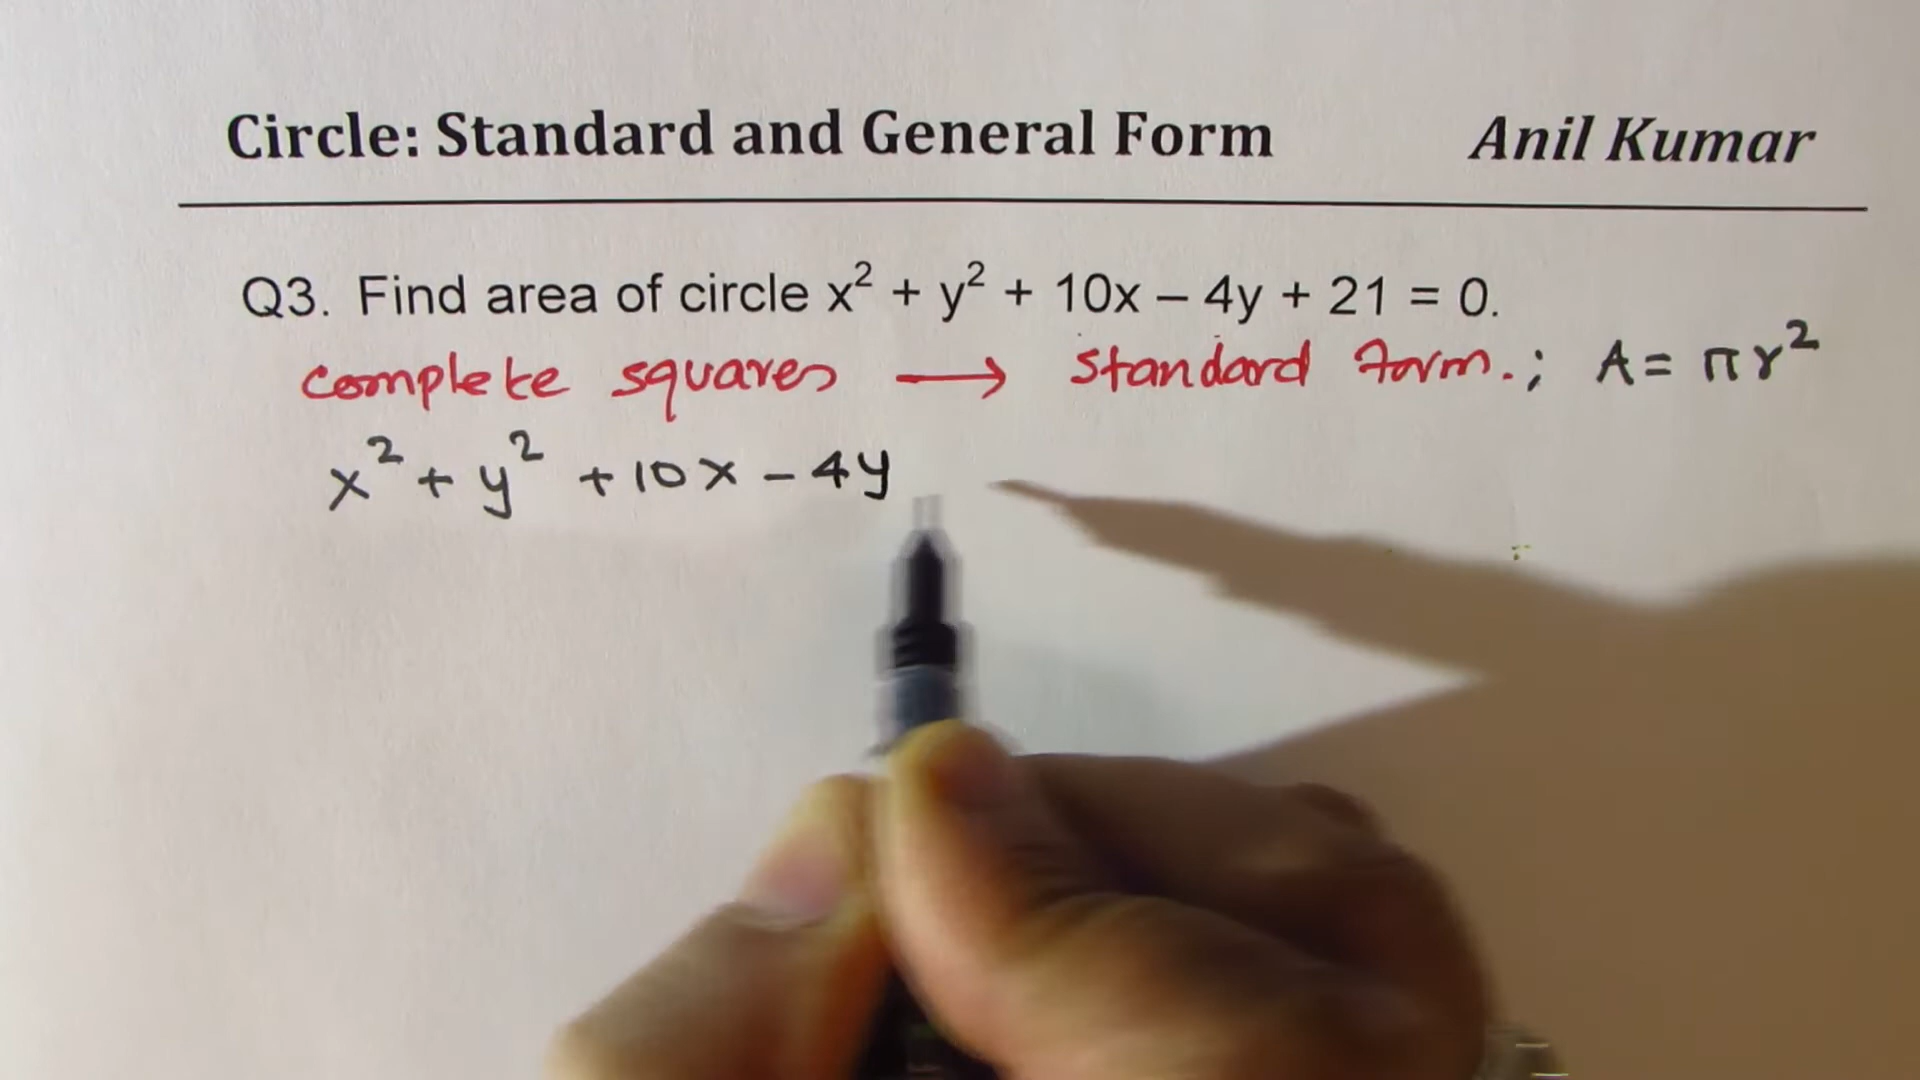 Circle: Standard and General Form Anil Kumar
Q3. Find area of circle x² + y² + 10x – 4y + 21 = 0.
complete squares → standard form. ; A = πr²
x² + y² + 10x - 4y